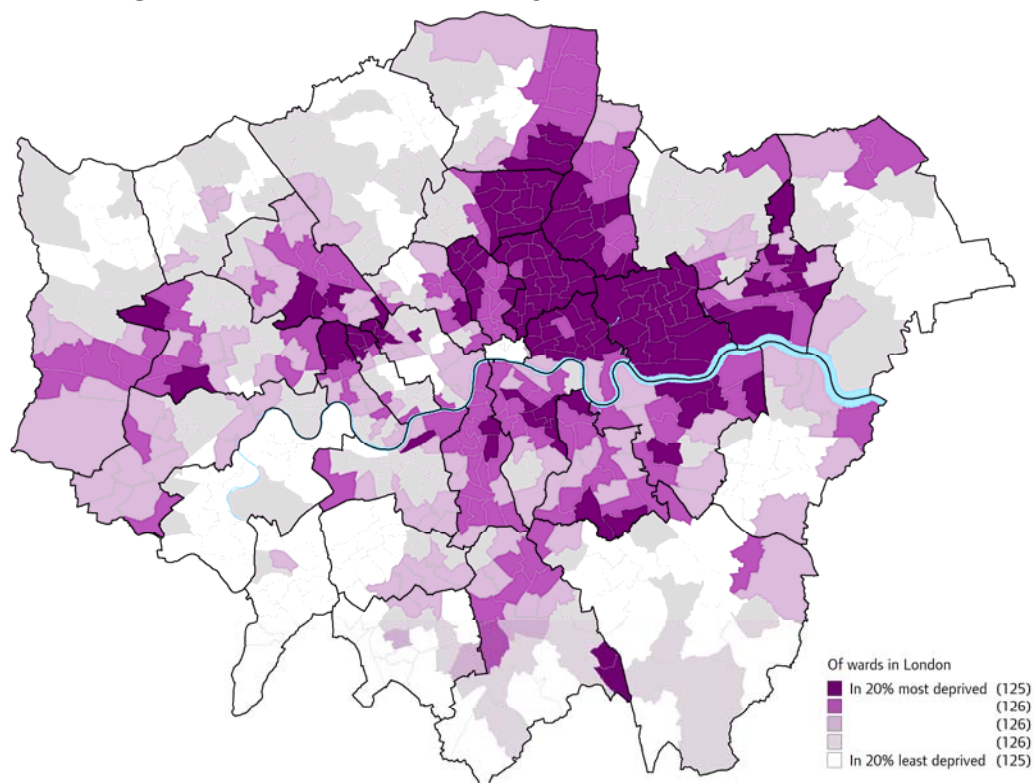 Of wards in London
In 20% most deprived (125)
(126)
(126)
(126)
In 20% least deprived (125)